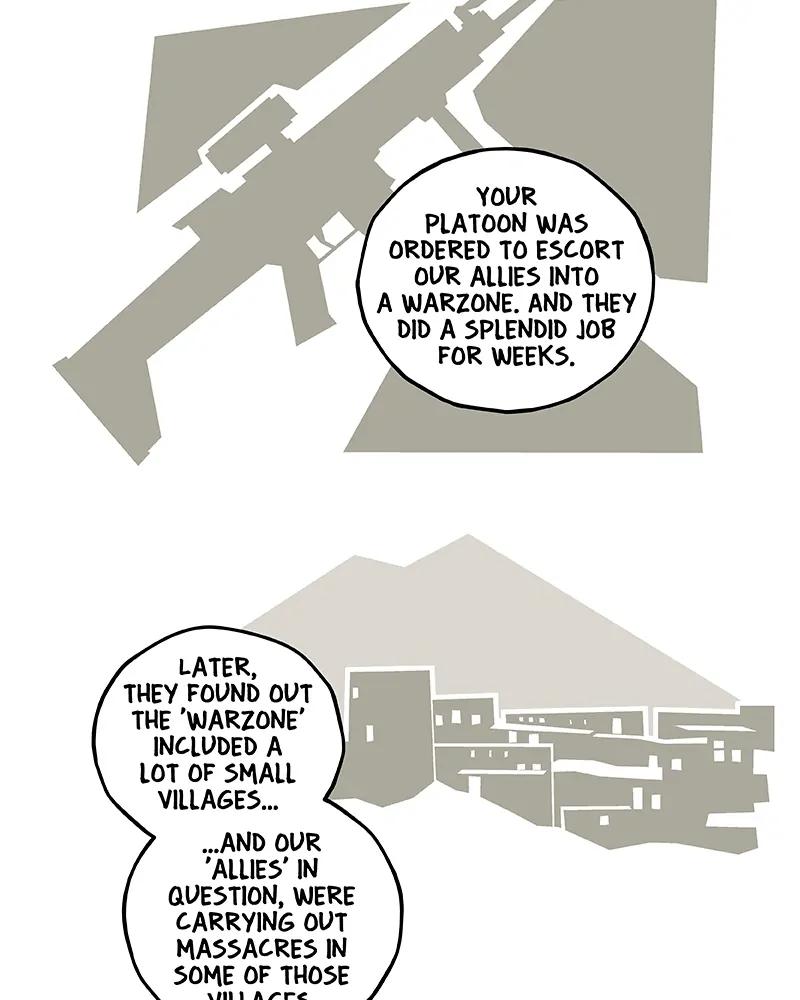 YOUR
PLATOON WAS
ORDERED TO ESCORT
OUR ALLIES INTO
A WARZONE. AND THEY
DID A SPLENDID JOB
FOR WEEKS.
LATER,
THEY FOUND OUT
THE 'WARZONE'
INCLUDED A
LOT OF SMALL
VILLAGES...
...AND OUR
'ALLIES' IN
QUESTION, WERE
CARRYING OUT
MASSACRES IN
SOME OF THOSE
VILLAGES